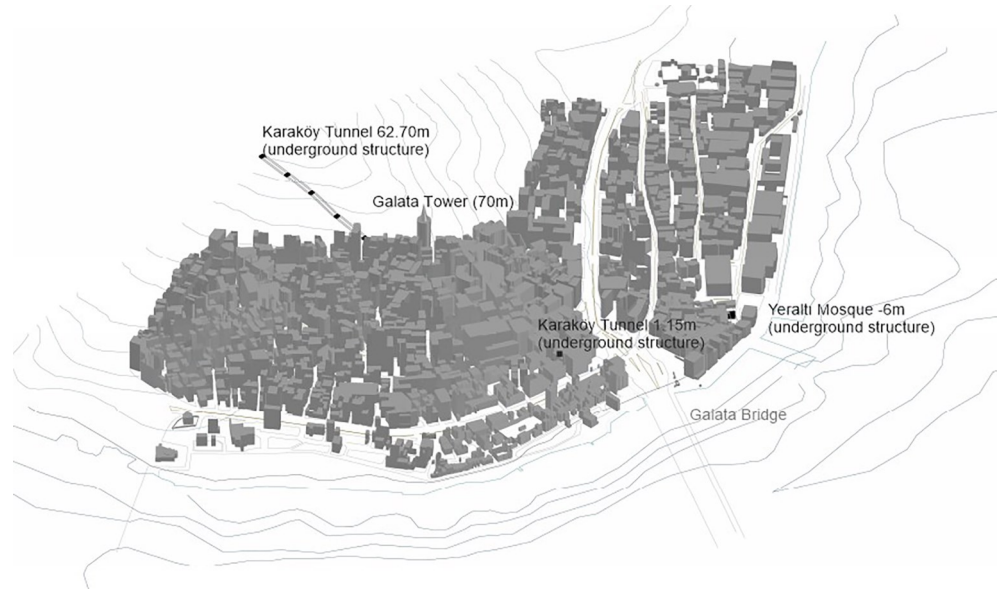 Karaköy Tunnel 62.70m
(underground structure)
Galata Tower (70m)
Karaköy Tunnel 1.15m
(underground structure)
Yeraltı Mosque -6m
(underground structure)
Galata Bridge